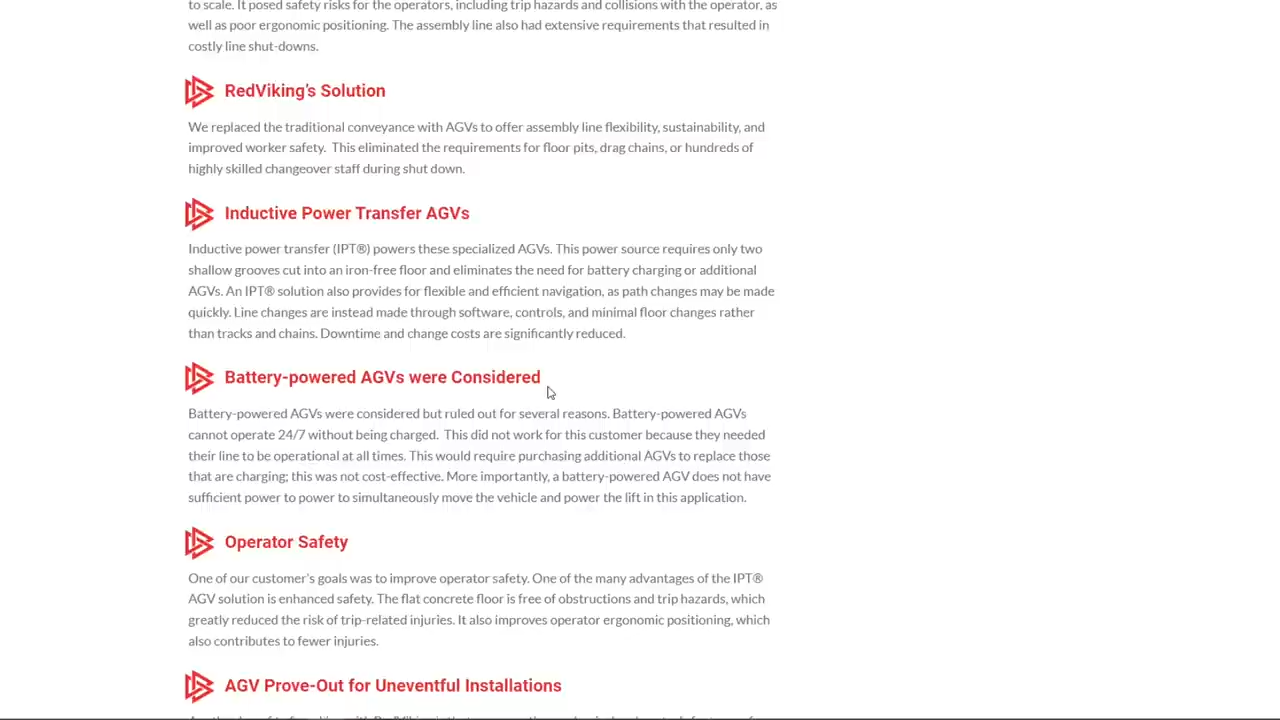 to scale. It posed safety risks for the operators, including trip hazards and collisions with the operator, as
well as poor ergonomic positioning. The assembly line also had extensive requirements that resulted in
costly line shut-downs.
RedViking's Solution
We replaced the traditional conveyance with AGVs to offer assembly line flexibility, sustainability, and
improved worker safety.  This eliminated the requirements for floor pits, drag chains, or hundreds of
highly skilled changeover staff during shut down.
Inductive Power Transfer AGVs
Inductive power transfer (IPT®) powers these specialized AGVs. This power source requires only two
shallow grooves cut into an iron-free floor and eliminates the need for battery charging or additional
AGVs. An IPT® solution also provides for flexible and efficient navigation, as path changes may be made
quickly. Line changes are instead made through software, controls, and minimal floor changes rather
than tracks and chains. Downtime and change costs are significantly reduced.
Battery-powered AGVs were Considered
Battery-powered AGVs were considered but ruled out for several reasons. Battery-powered AGVs
cannot operate 24/7 without being charged.  This did not work for this customer because they needed
their line to be operational at all times. This would require purchasing additional AGVs to replace those
that are charging; this was not cost-effective. More importantly, a battery-powered AGV does not have
sufficient power to power to simultaneously move the vehicle and power the lift in this application.
Operator Safety
One of our customer's goals was to improve operator safety. One of the many advantages of the IPT®
AGV solution is enhanced safety. The flat concrete floor is free of obstructions and trip hazards, which
greatly reduced the risk of trip-related injuries. It also improves operator ergonomic positioning, which
also contributes to fewer injuries.
AGV Prove-Out for Uneventful Installations